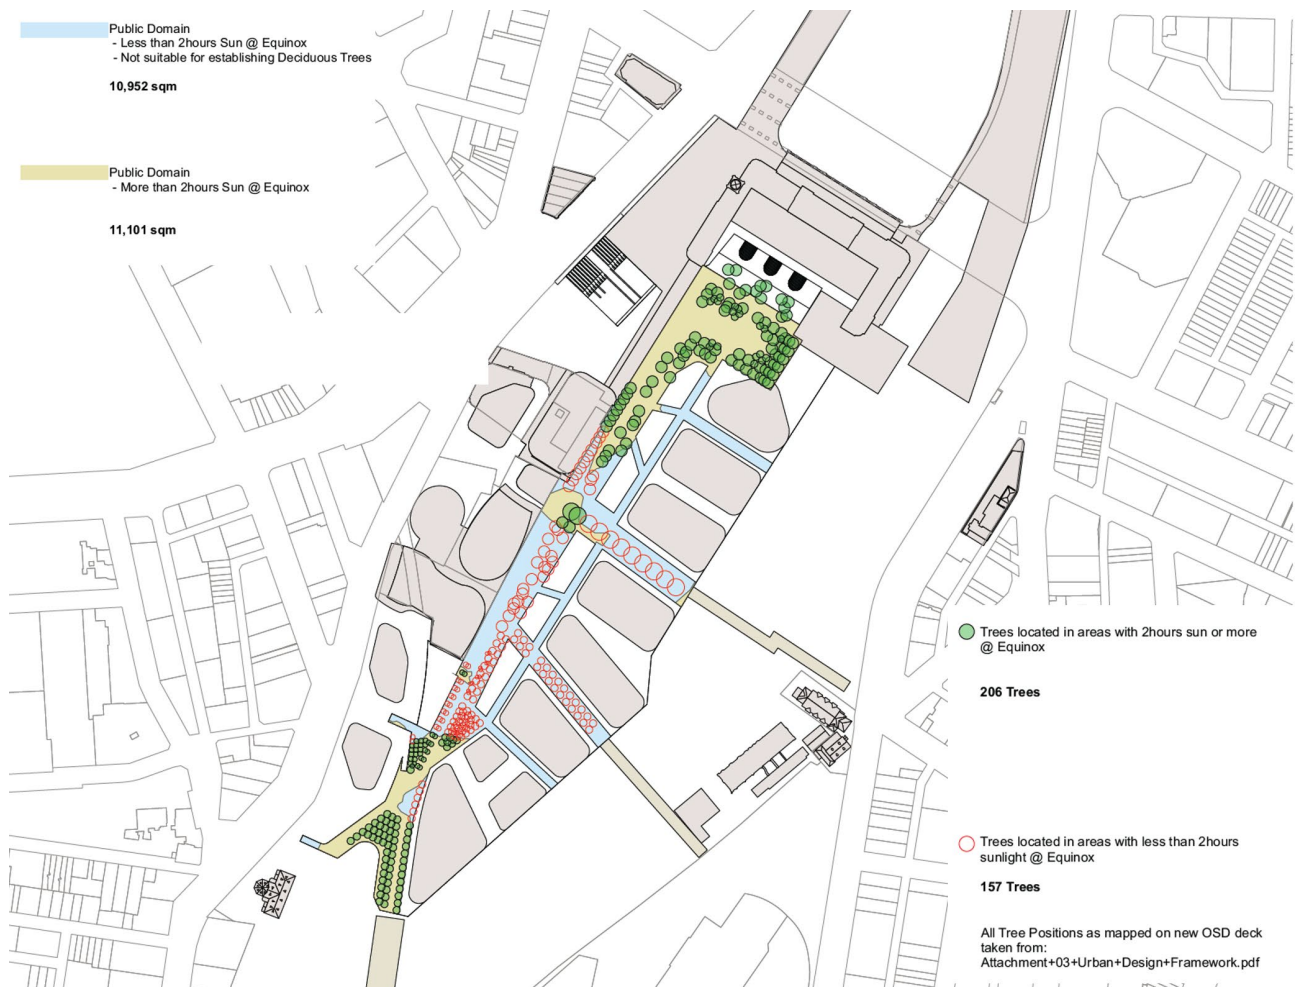 Public Domain
- Less than 2hours Sun @ Equinox
- Not suitable for establishing Deciduous Trees
10,952 sqm
Public Domain
- More than 2hours Sun @ Equinox
11,101 sqm
Trees located in areas with 2hours sun or more
@ Equinox
206 Trees
Trees located in areas with less than 2hours
sunlight @ Equinox
157 Trees
All Tree Positions as mapped on new OSD deck
taken from:
Attachment+03+Urban+Design+Framework.pdf